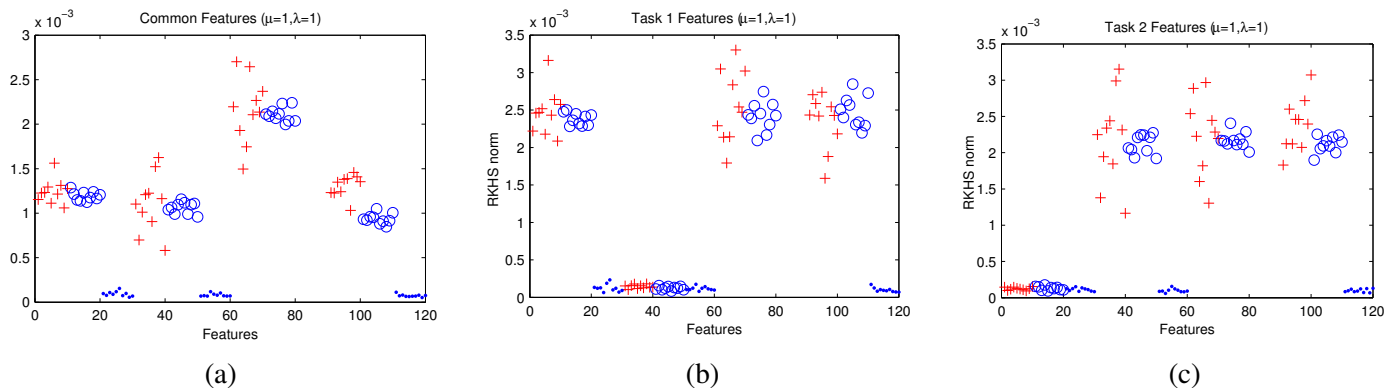 x 10⁻³
Common Features (μ=1,λ=1)
3
2.5
2
1.5
1
0.5
0
0 20 40 60 80 100 120
Features
(a)
x 10⁻³
Task 1 Features (μ=1,λ=1)
RKHS norm
3.5
3
2.5
2
1.5
1
0.5
0
0 20 40 60 80 100 120
Features
(b)
x 10⁻³
Task 2 Features (μ=1,λ=1)
RKHS norm
3.5
3
2.5
2
1.5
1
0.5
0
0 20 40 60 80 100 120
Features
(c)